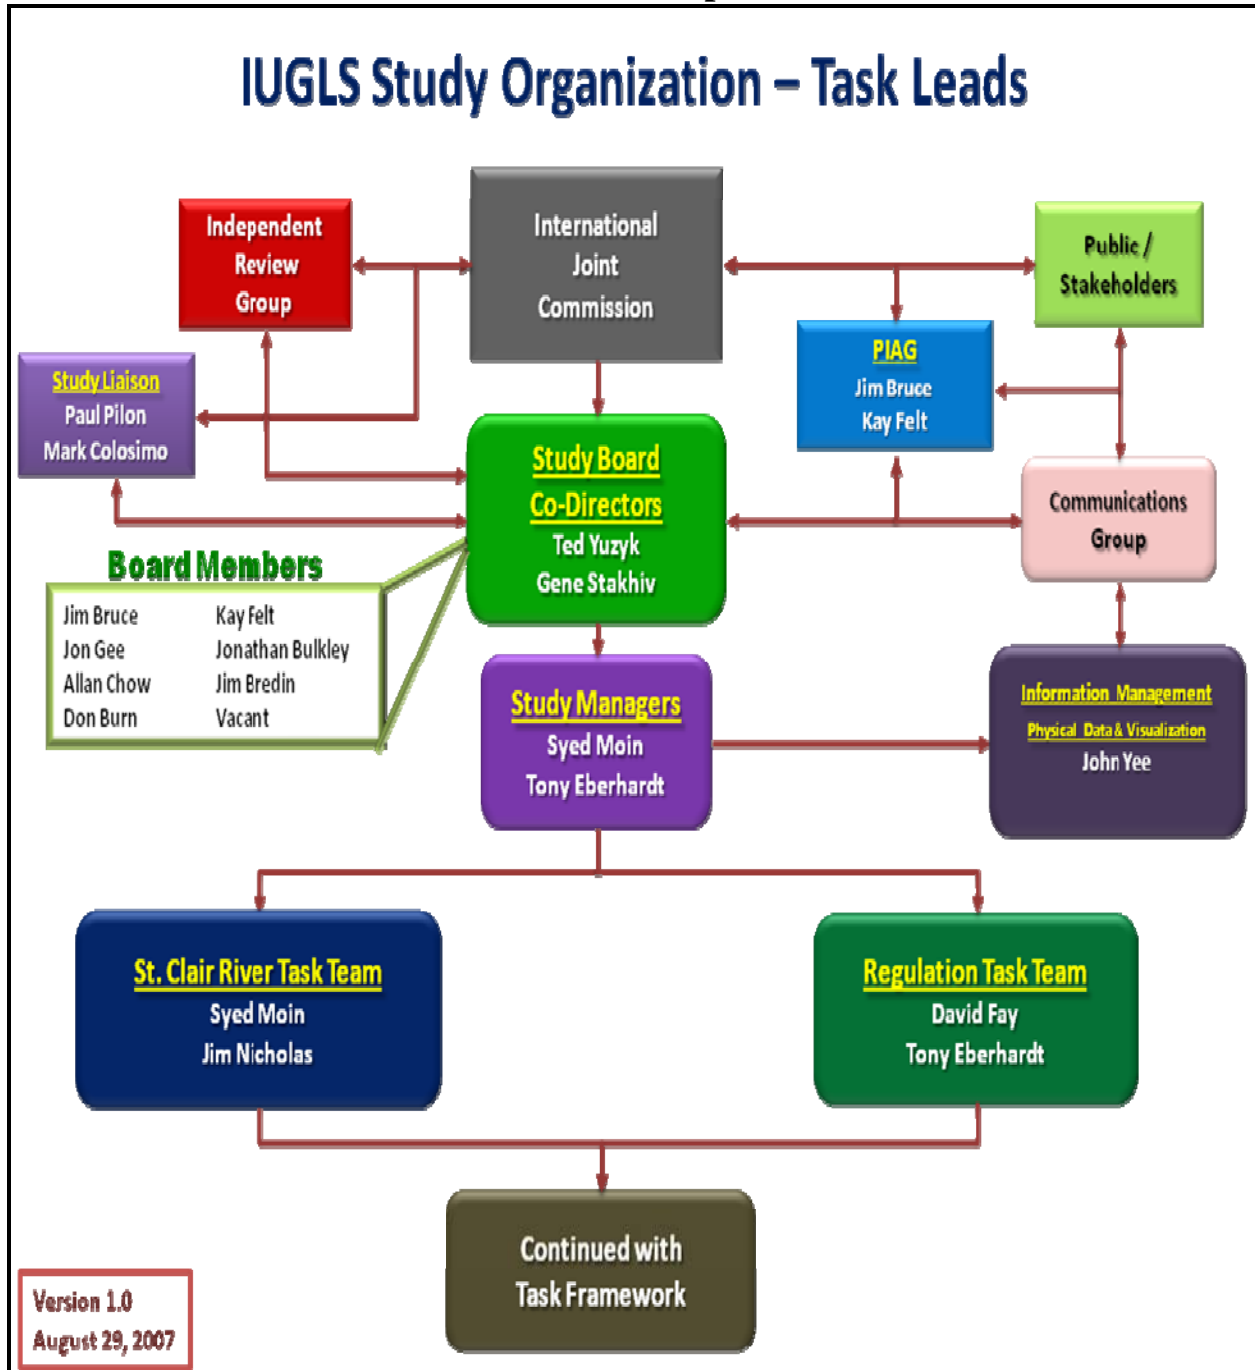 IUGLS Study Organization – Task Leads
Independent
Review
Group
International
Joint
Commission
Public /
Stakeholders
Study Liaison
Paul Pilon
Mark Colosimo
PIAG
Jim Bruce
Kay Felt
Study Board
Co-Directors
Ted Yuzyk
Gene Stakhiv
Communications
Group
Board Members
Jim Bruce
Jon Gee
Allan Chow
Don Burn
Kay Felt
Jonathan Bulkley
Jim Bredin
Vacant
Study Managers
Syed Moin
Tony Eberhardt
Information Management
Physical Data & Visualization
John Yee
St. Clair River Task Team
Syed Moin
Jim Nicholas
Regulation Task Team
David Fay
Tony Eberhardt
Continued with
Task Framework
Version 1.0
August 29, 2007